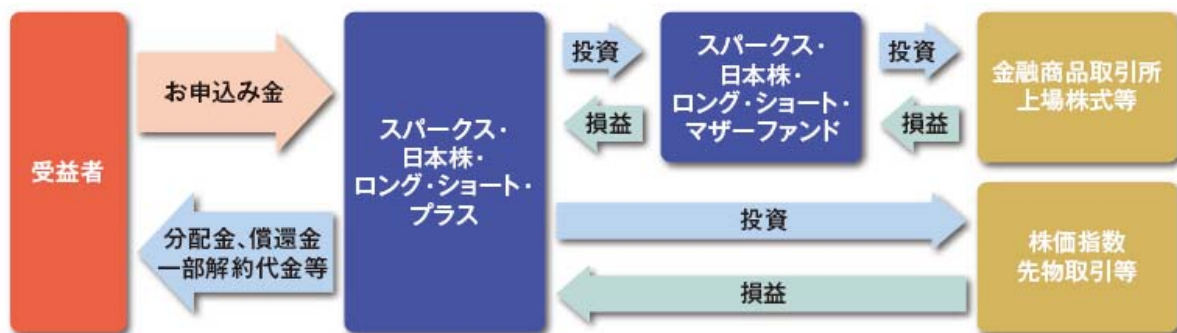 受益者
お申込み金
分配金、償還金
一部解約代金等
スパークス・
日本株・
ロング・ショート・
プラス
投資
損益
スパークス・
日本株・
ロング・ショート・
マザーファンド
投資
損益
金融商品取引所
上場株式等
投資
損益
株価指数
先物取引等